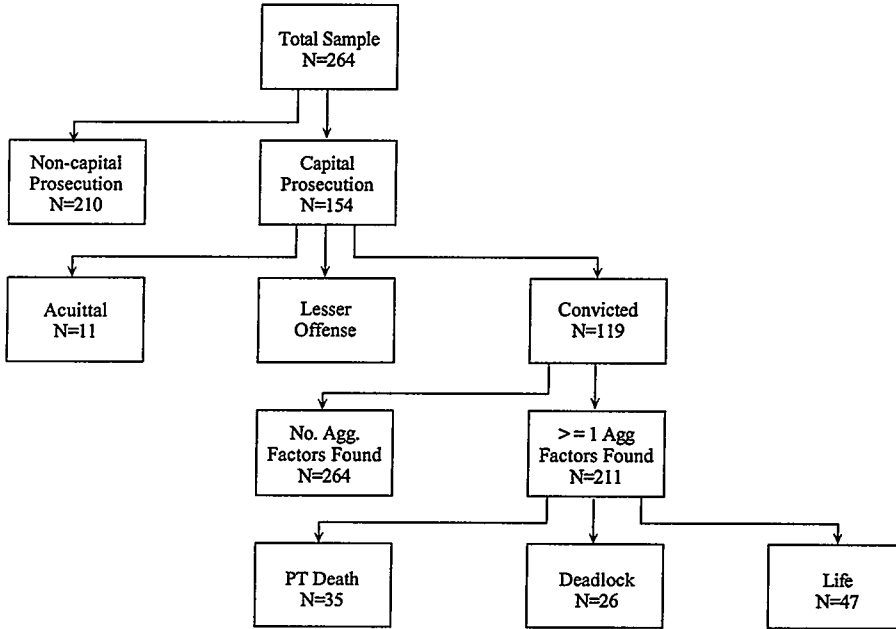 Total Sample
N=264
Non-capital
Prosecution
N=210
Capital
Prosecution
N=154
Acuittal
N=11
Lesser
Offense
Convicted
N=119
No. Agg.
Factors Found
N=264
>= 1 Agg
Factors Found
N=211
PT Death
N=35
Deadlock
N=26
Life
N=47